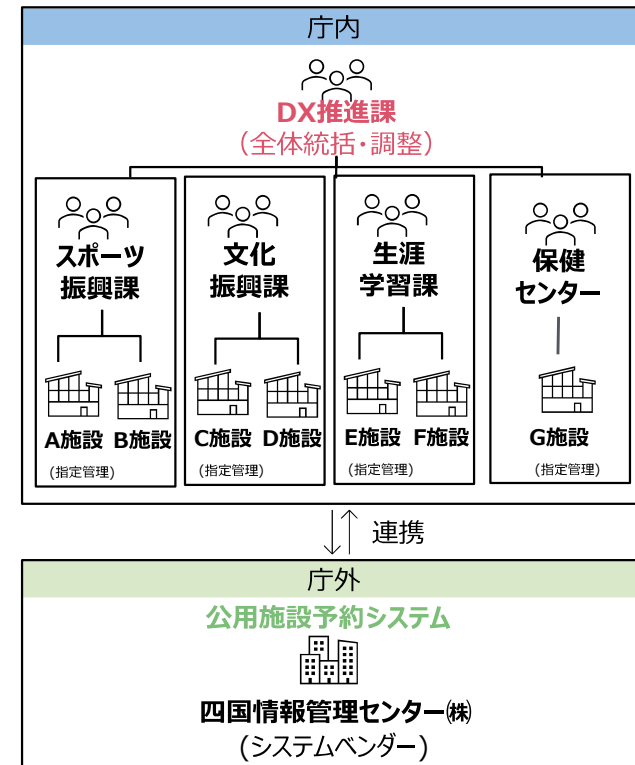 庁内
DX推進課
(全体統括・調整)
スポーツ
振興課
文化
振興課
生涯
学習課
保健
センター
A施設 B施設
(指定管理)
C施設 D施設
(指定管理)
E施設 F施設
(指定管理)
G施設
(指定管理)
連携
庁外
公用施設予約システム
四国情報管理センター㈱
(システムベンダー)